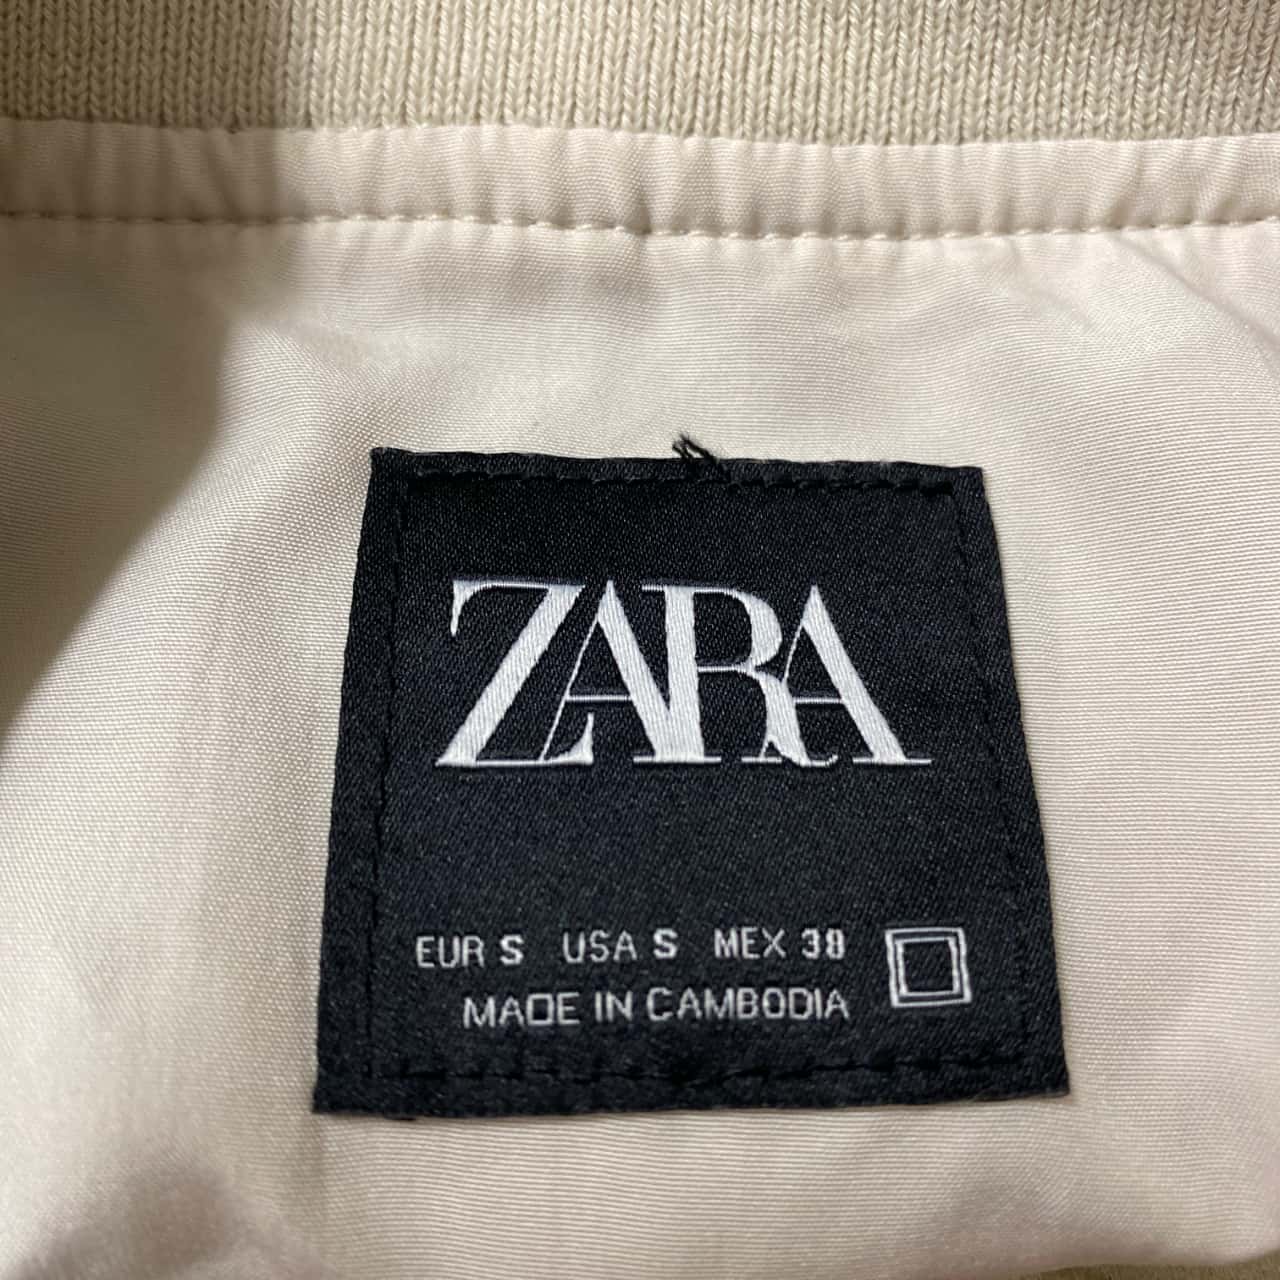 ZARA
EUR S USA S MEX 38
MADE IN CAMBODIA